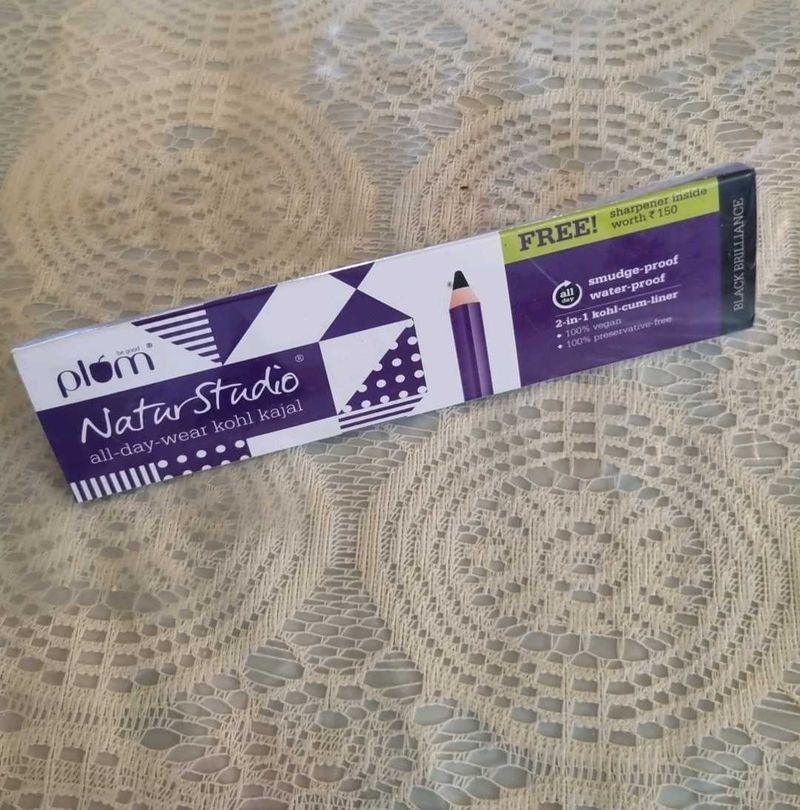 be good
plum®
NaturStudio®
all-day-wear kohl kajal
FREE!
sharpener inside
worth ₹ 150
all
day
smudge-proof
water-proof
2-in-1 kohl-cum-liner
• 100% vegan
• 100% preservative-free
BLACK BRILLIANCE